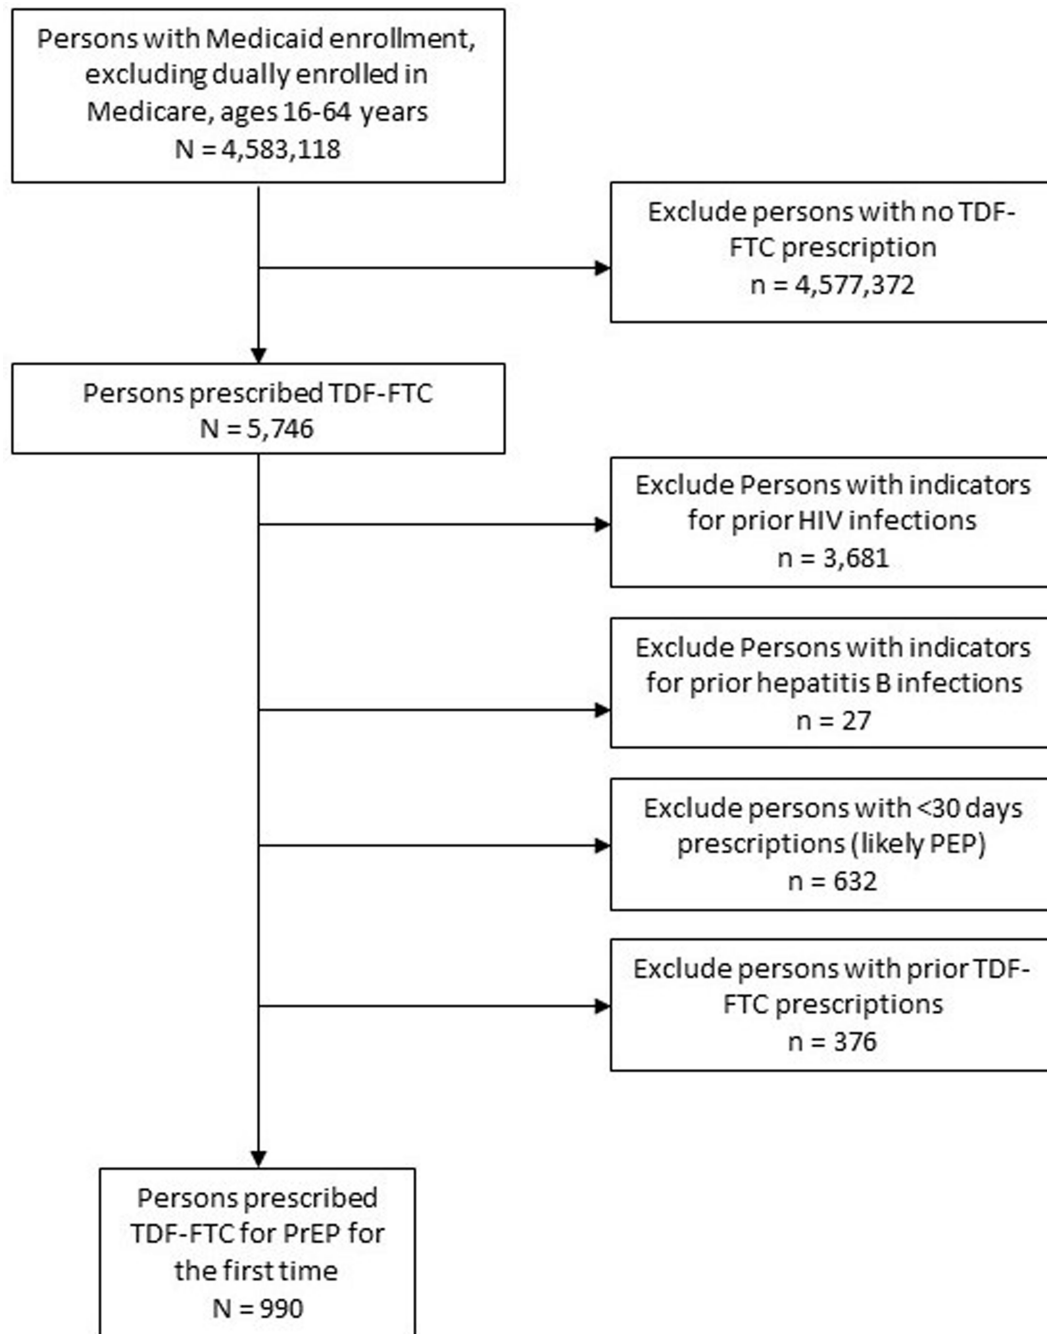 Persons with Medicaid enrollment,
excluding dually enrolled in
Medicare, ages 16-64 years
N = 4,583,118
Exclude persons with no TDF-
FTC prescription
n = 4,577,372
Persons prescribed TDF-FTC
N = 5,746
Exclude Persons with indicators
for prior HIV infections
n = 3,681
Exclude Persons with indicators
for prior hepatitis B infections
n = 27
Exclude persons with <30 days
prescriptions (likely PEP)
n = 632
Exclude persons with prior TDF-
FTC prescriptions
n = 376
Persons prescribed
TDF-FTC for PrEP for
the first time
N = 990